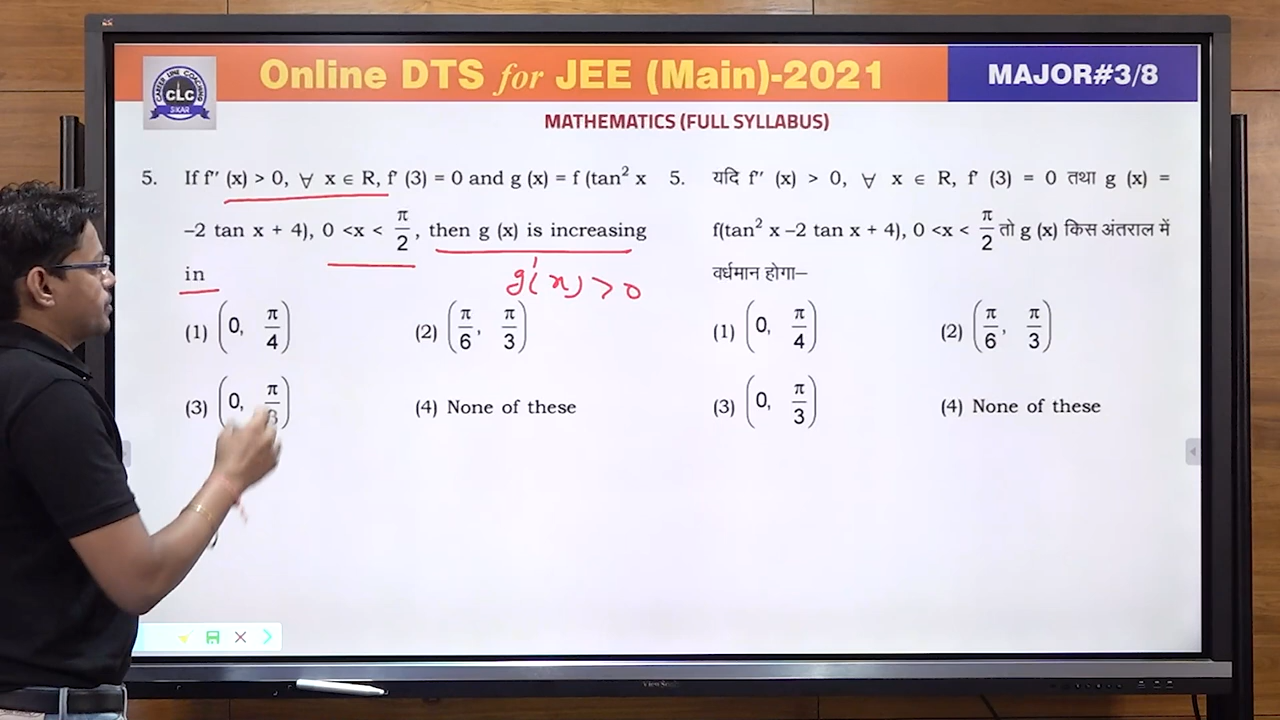 Online DTS for JEE (Main)-2021
MAJOR#3/8
CAREER LINE COACHING
CLC
SIKAR
MATHEMATICS (FULL SYLLABUS)
5. If f′′ (x) > 0, ∀ x ∈ R, f′ (3) = 0 and g (x) = f (tan² x
–2 tan x + 4), 0 <x < π/2, then g (x) is increasing
in
g′(x) > 0
(1) (0, π/4)
(2) (π/6, π/3)
(3) (0, π/3)
(4) None of these
5. यदि f′′ (x) > 0, ∀ x ∈ R, f′ (3) = 0 तथा g (x) =
f(tan² x –2 tan x + 4), 0 <x < π/2 तो g (x) किस अंतराल में
वर्धमान होगा–
(1) (0, π/4)
(2) (π/6, π/3)
(3) (0, π/3)
(4) None of these